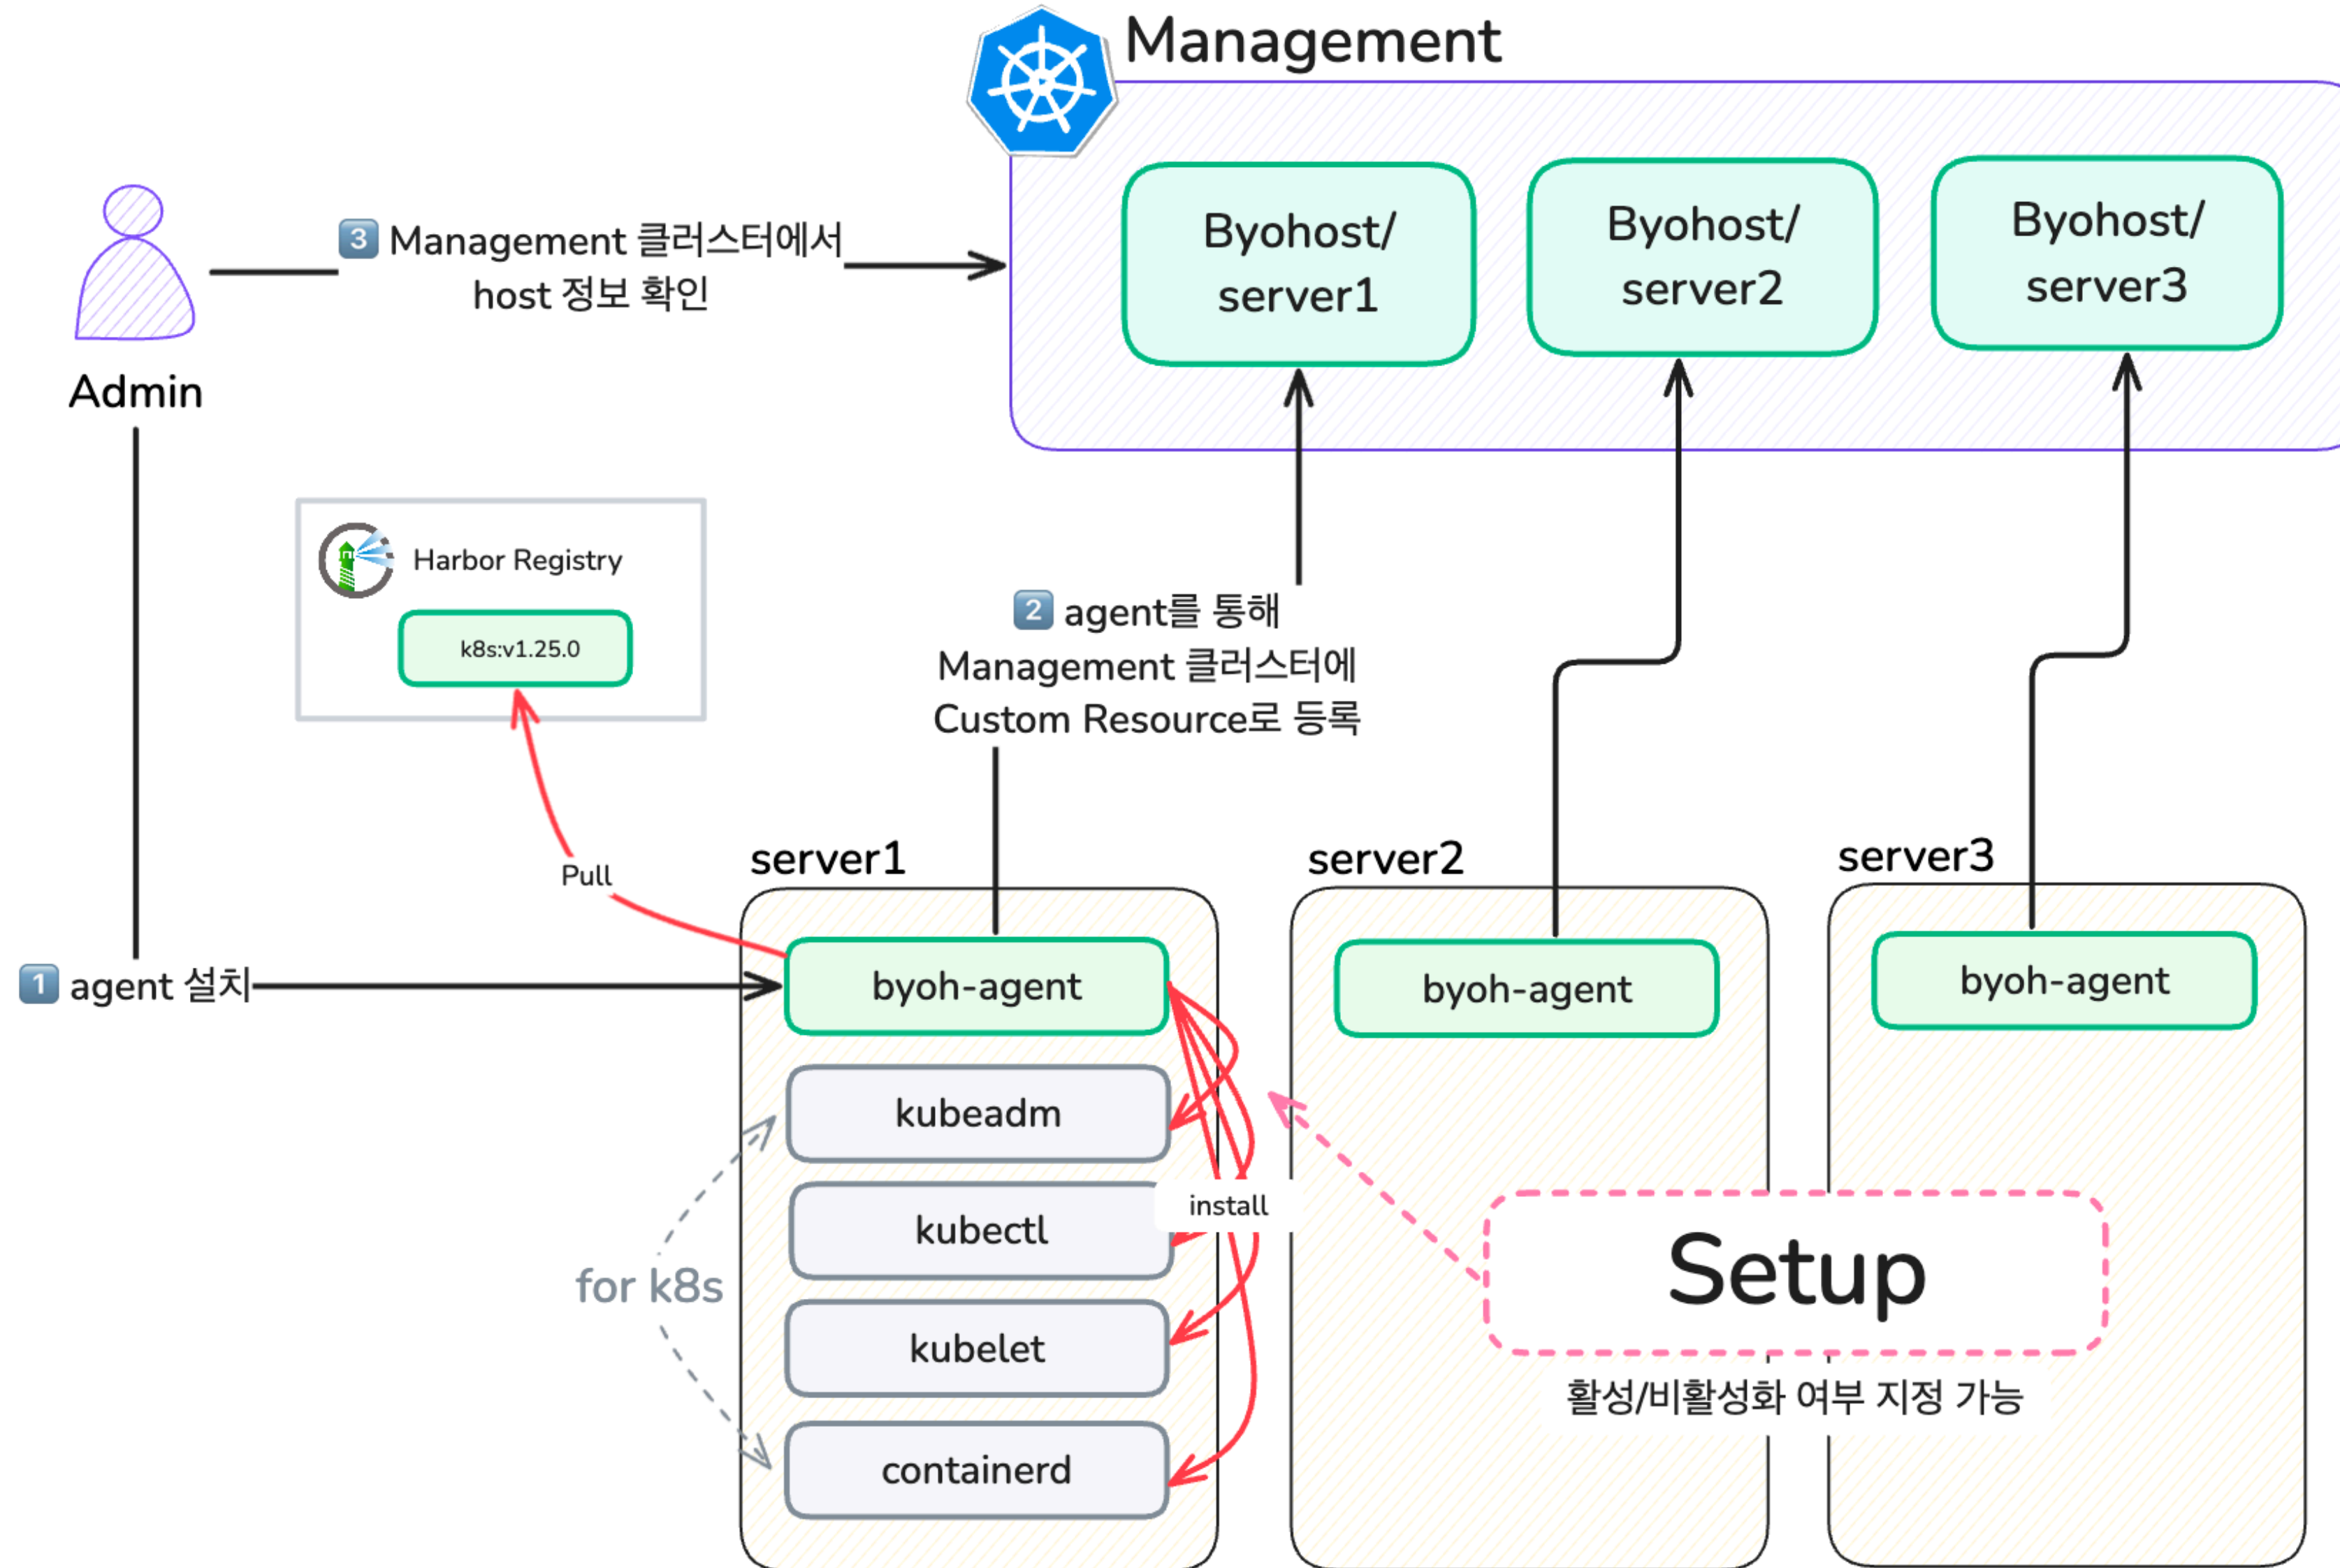 Management
Byohost/
server1
Byohost/
server2
Byohost/
server3
3 Management 클러스터에서
host 정보 확인
Admin
Harbor Registry
k8s:v1.25.0
2 agent를 통해
Management 클러스터에
Custom Resource로 등록
Pull
server1
server2
server3
1 agent 설치
byoh-agent
byoh-agent
byoh-agent
kubeadm
kubectl
install
for k8s
kubelet
containerd
Setup
활성/비활성화 여부 지정 가능